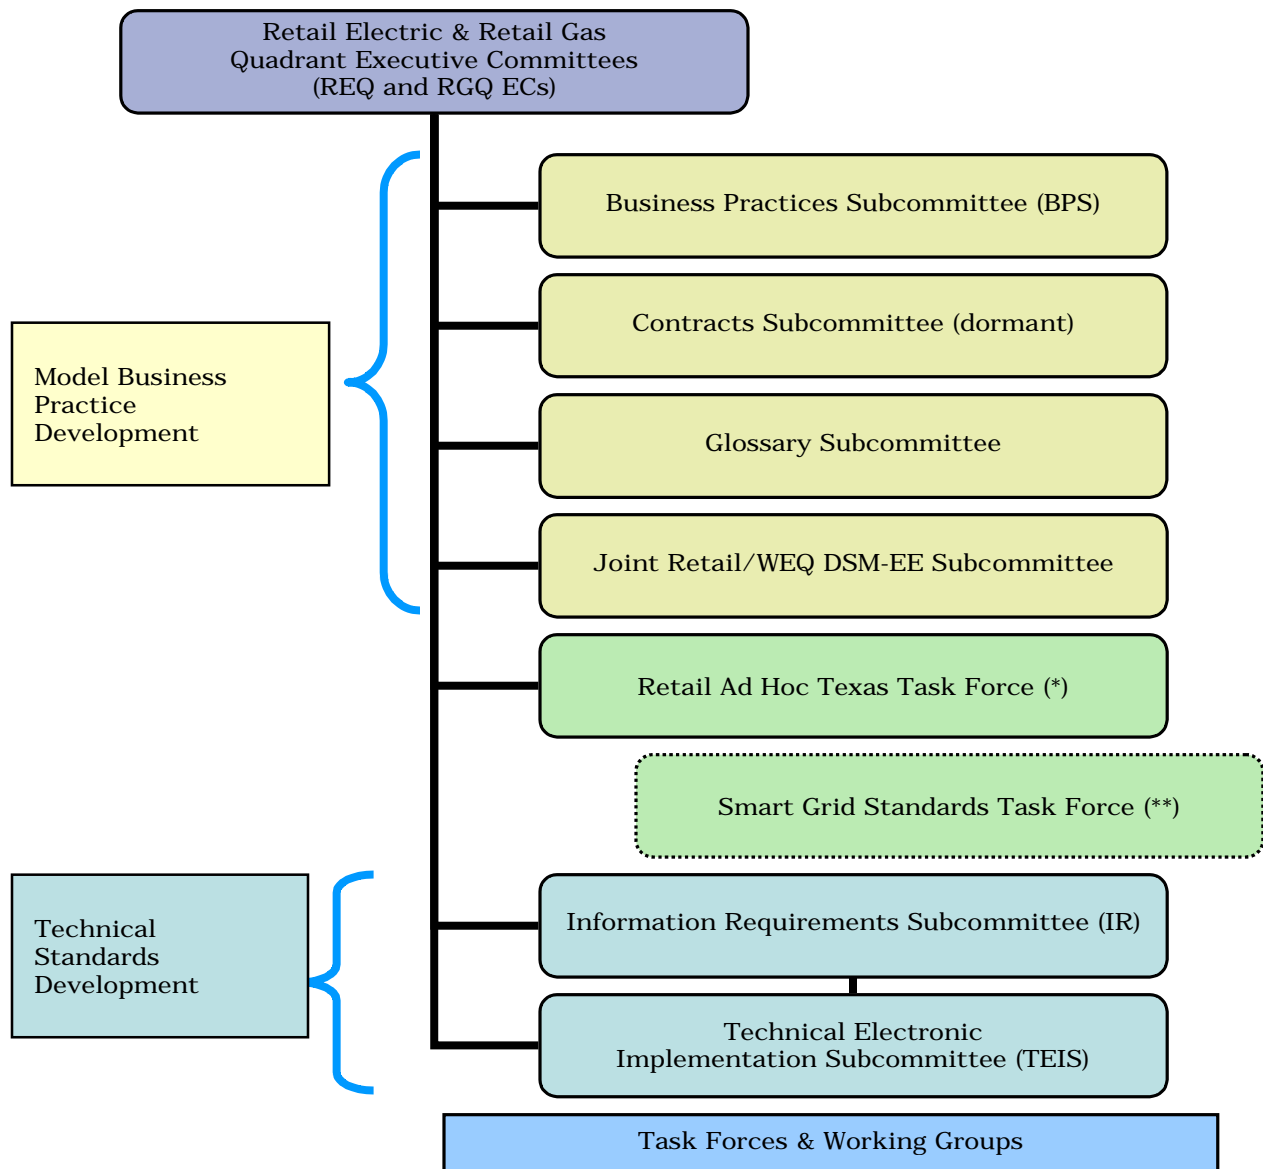 Retail Electric & Retail Gas
Quadrant Executive Committees
(REQ and RGQ ECs)
Business Practices Subcommittee (BPS)
Contracts Subcommittee (dormant)
Model Business
Practice
Development
Glossary Subcommittee
Joint Retail/WEQ DSM-EE Subcommittee
Retail Ad Hoc Texas Task Force (*)
Smart Grid Standards Task Force (**)
Technical
Standards
Development
Information Requirements Subcommittee (IR)
Technical Electronic
Implementation Subcommittee (TEIS)
Task Forces & Working Groups